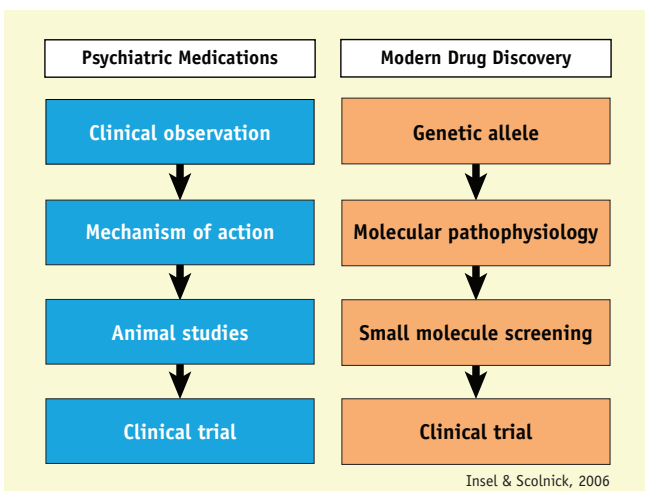 Psychiatric Medications
Clinical observation
Mechanism of action
Animal studies
Clinical trial
Modern Drug Discovery
Genetic allele
Molecular pathophysiology
Small molecule screening
Clinical trial
Insel & Scolnick, 2006